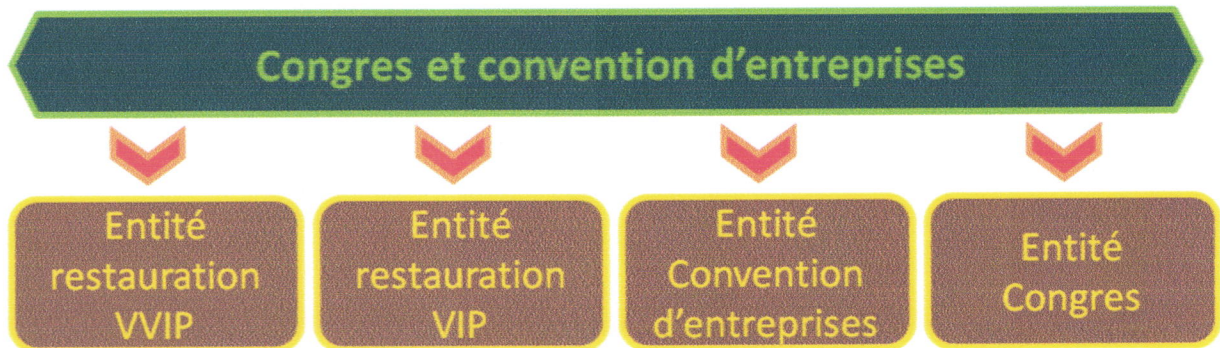 Congres et convention d'entreprises
Entité
restauration
VVIP
Entité
restauration
VIP
Entité
Convention
d'entreprises
Entité
Congres